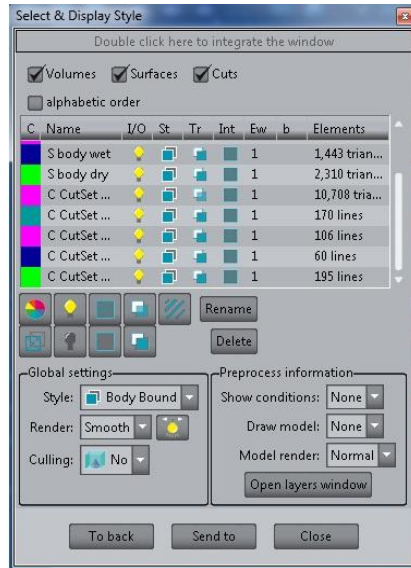 Select & Display Style
Double click here to integrate the window
Volumes Surfaces Cuts
alphabetic order
C Name I/O St Tr Int Ew b Elements
S body wet 1 1,443 trian...
S body dry 1 2,310 trian...
C CutSet ... 1 10,708 tria...
C CutSet ... 1 170 lines
C CutSet ... 1 106 lines
C CutSet ... 1 60 lines
C CutSet ... 1 195 lines
Rename
Delete
Global settings Preprocess information
Style: Body Bound Show conditions: None
Render: Smooth Draw model: None
Culling: No Model render: Normal
Open layers window
To back Send to Close